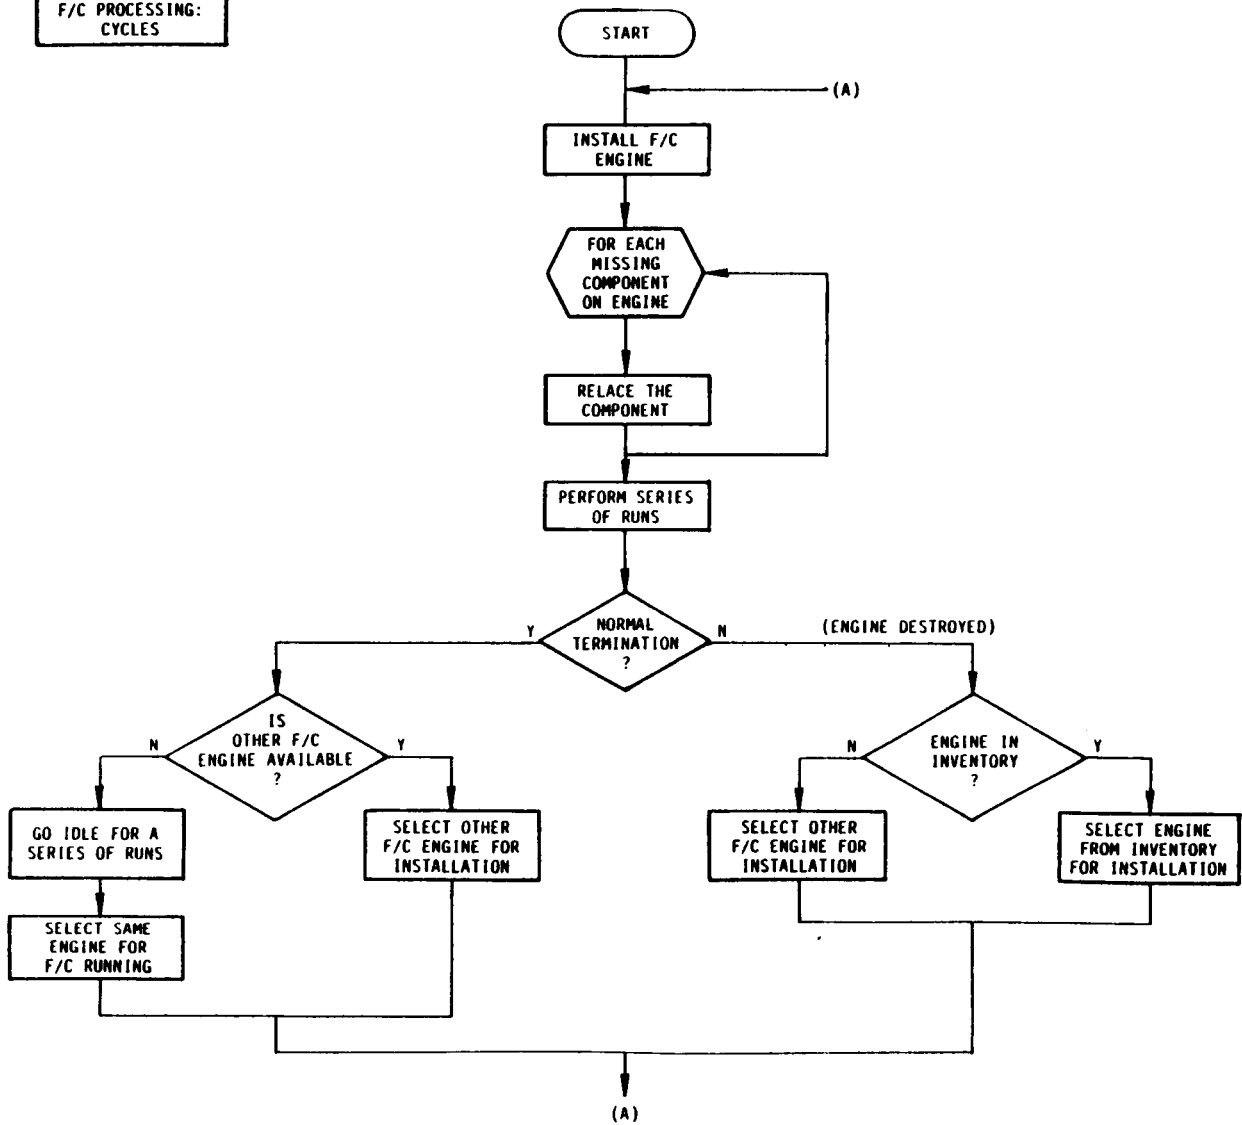 F/C PROCESSING:
CYCLES
START
(A)
INSTALL F/C
ENGINE
FOR EACH
MISSING
COMPONENT
ON ENGINE
RELACE THE
COMPONENT
PERFORM SERIES
OF RUNS
NORMAL
TERMINATION
?
Y
N
(ENGINE DESTROYED)
IS
OTHER F/C
ENGINE AVAILABLE
?
N
Y
ENGINE IN
INVENTORY
?
N
Y
GO IDLE FOR A
SERIES OF RUNS
SELECT OTHER
F/C ENGINE FOR
INSTALLATION
SELECT OTHER
F/C ENGINE FOR
INSTALLATION
SELECT ENGINE
FROM INVENTORY
FOR INSTALLATION
SELECT SAME
ENGINE FOR
F/C RUNNING
(A)